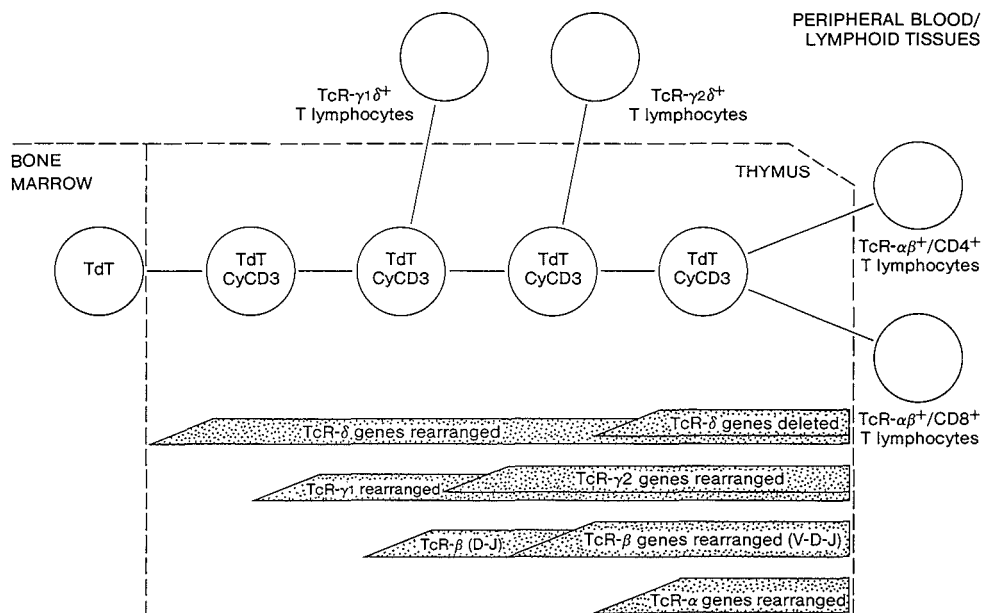 PERIPHERAL BLOOD/
LYMPHOID TISSUES
TcR-γ1δ+
T lymphocytes
TcR-γ2δ+
T lymphocytes
BONE
MARROW
THYMUS
TdT
TdT
CyCD3
TdT
CyCD3
TdT
CyCD3
TdT
CyCD3
TcR-αβ+/CD4+
T lymphocytes
TcR-αβ+/CD8+
T lymphocytes
TcR-δ genes rearranged
TcR-δ genes deleted
TcR-γ1 rearranged
TcR-γ2 genes rearranged
TcR-β (D-J)
TcR-β genes rearranged (V-D-J)
TcR-α genes rearranged